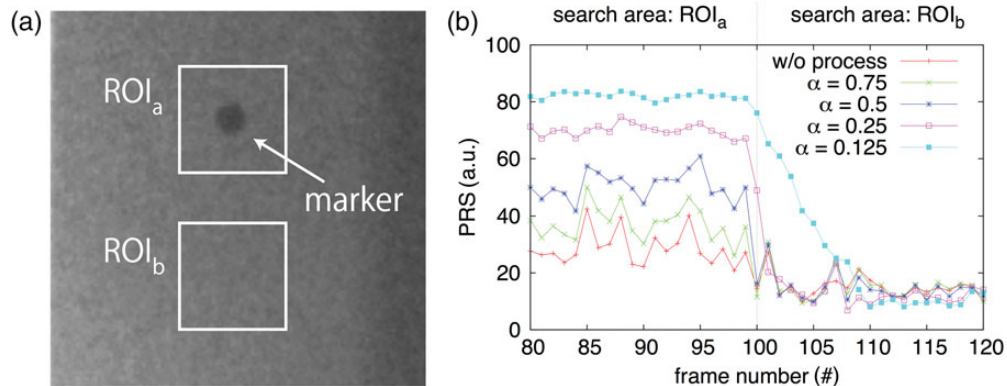 (a)
ROIa
marker
ROIb
(b)
search area: ROIa
search area: ROIb
w/o process
α = 0.75
α = 0.5
α = 0.25
α = 0.125
PRS (a.u.)
100
80
60
40
20
0
80 85 90 95 100 105 110 115 120
frame number (#)